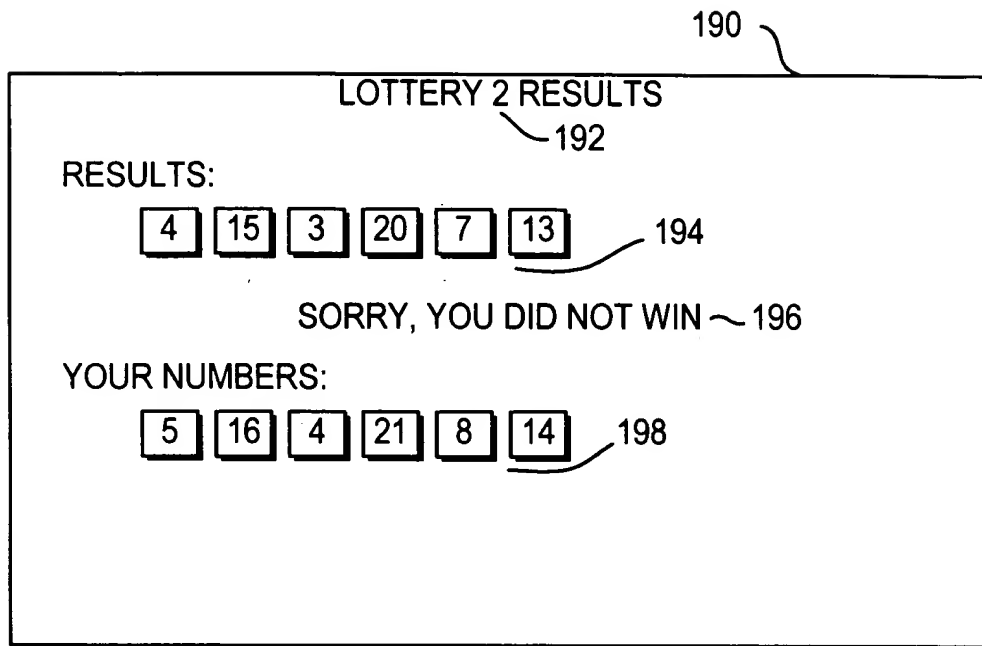 190
LOTTERY 2 RESULTS
192
RESULTS:
4 15 3 20 7 13
194
SORRY, YOU DID NOT WIN 196
YOUR NUMBERS:
5 16 4 21 8 14
198